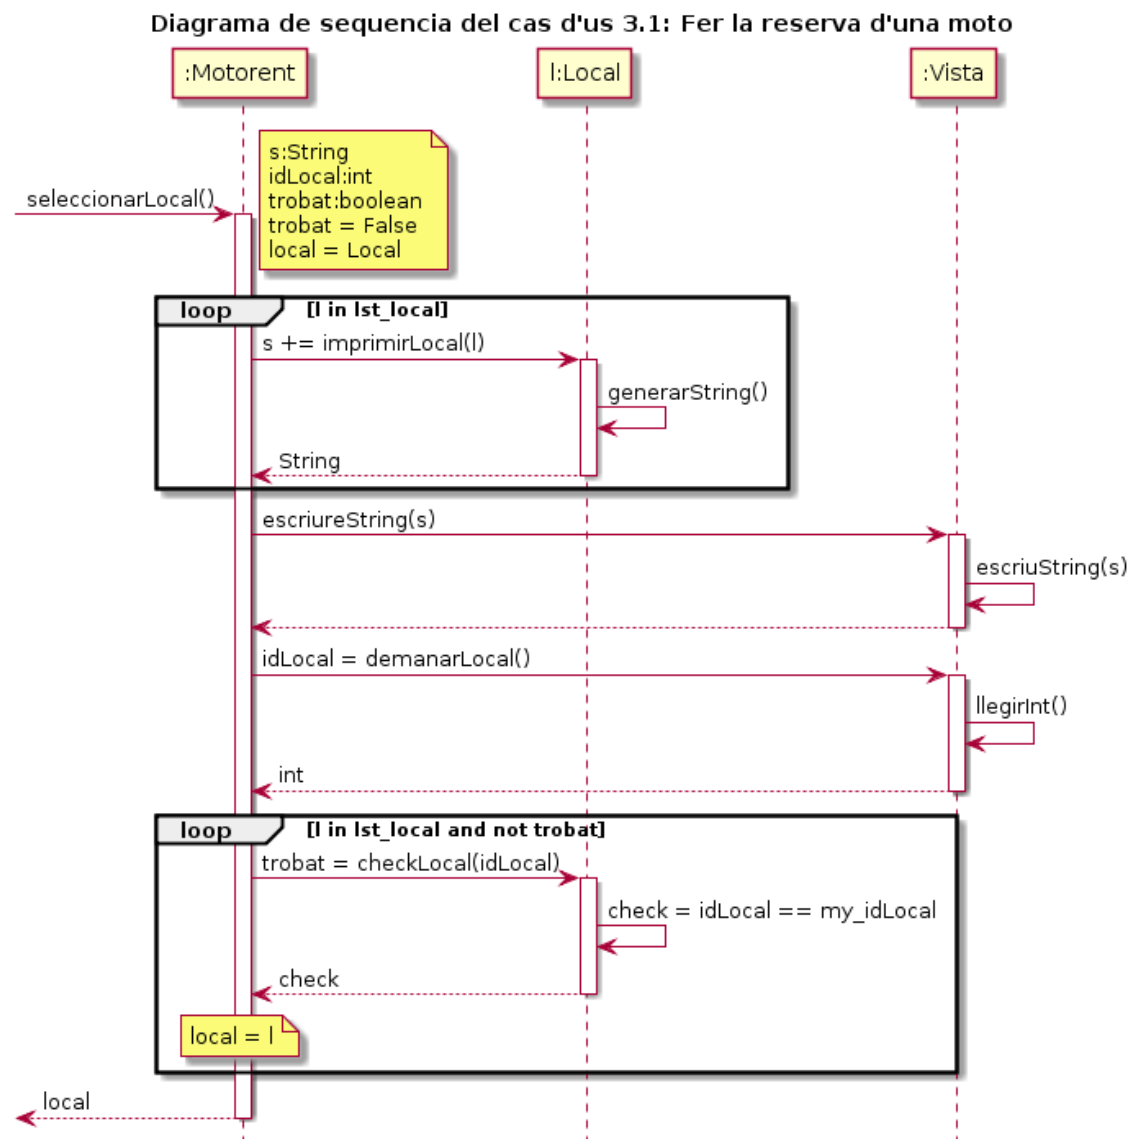 Diagrama de sequencia del cas d'us 3.1: Fer la reserva d'una moto
:Motorent
l:Local
:Vista
s:String
idLocal:int
trobat:boolean
trobat = False
local = Local
seleccionarLocal()
loop
[l in lst_local]
s += imprimirLocal(l)
generarString()
String
escriureString(s)
escriuString(s)
idLocal = demanarLocal()
llegirInt()
int
loop
[l in lst_local and not trobat]
trobat = checkLocal(idLocal)
check = idLocal == my_idLocal
check
local = l
local